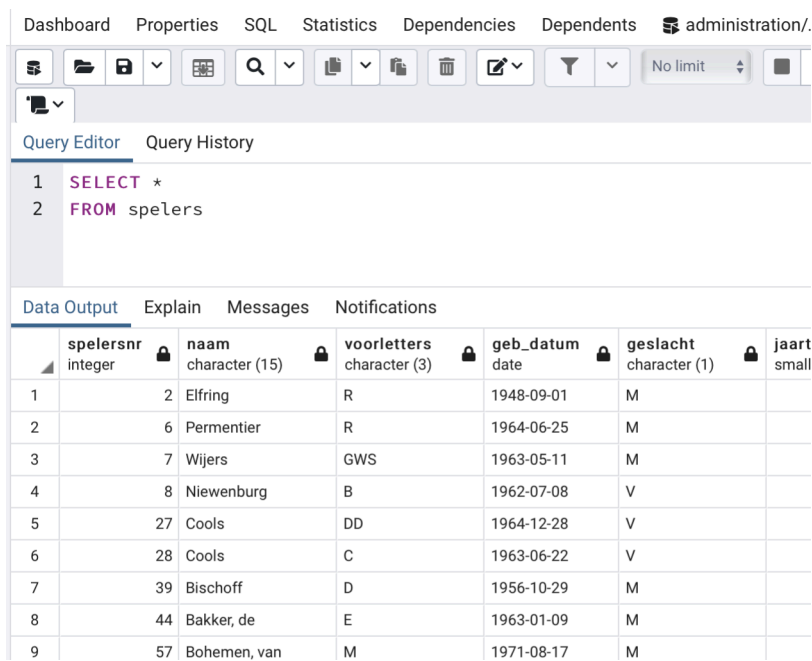 Dashboard Properties SQL Statistics Dependencies Dependents administration/.
No limit
Query Editor Query History
1 SELECT *
2 FROM spelers
Data Output Explain Messages Notifications
spelersnr naam voorletters geb_datum geslacht jaart
integer character (15) character (3) date character (1) small
1 2 Elfring R 1948-09-01 M
2 6 Permentier R 1964-06-25 M
3 7 Wijers GWS 1963-05-11 M
4 8 Niewenburg B 1962-07-08 V
5 27 Cools DD 1964-12-28 V
6 28 Cools C 1963-06-22 V
7 39 Bischoff D 1956-10-29 M
8 44 Bakker, de E 1963-01-09 M
9 57 Bohemen, van M 1971-08-17 M